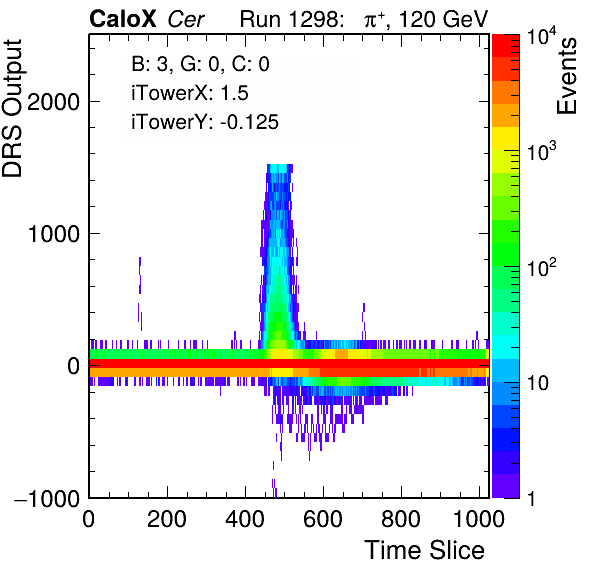 CaloX Cer Run 1298: π⁺, 120 GeV
B: 3, G: 0, C: 0
iTowerX: 1.5
iTowerY: -0.125
DRS Output
2000
1000
0
−1000
0 200 400 600 800 1000
Time Slice
10⁴
10³
10²
10
1
Events